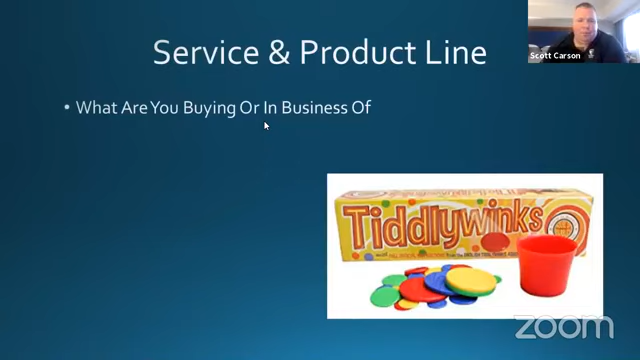 Service & Product Line
Scott Carson
• What Are You Buying Or In Business Of
Tiddlywinks
zoom